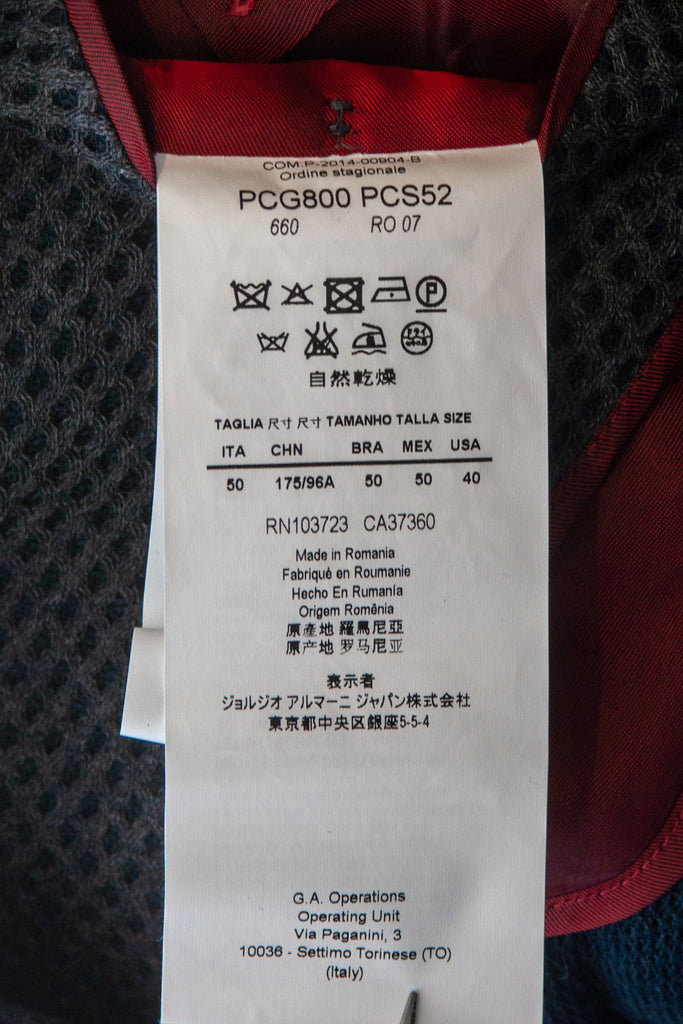 COM.P-2014-00904-B
Ordine stagionale
PCG800 PCS52
660 RO 07
P
ドライ
自然乾燥
TAGLIA 尺寸 尺寸 TAMANHO TALLA SIZE
ITA CHN BRA MEX USA
50 175/96A 50 50 40
RN103723 CA37360
Made in Romania
Fabriqué en Roumanie
Hecho En Rumanía
Origem Romênia
原產地 羅馬尼亞
原产地 罗马尼亚
表示者
ジョルジオ アルマーニ ジャパン株式会社
東京都中央区銀座5-5-4
G.A. Operations
Operating Unit
Via Paganini, 3
10036 - Settimo Torinese (TO)
(Italy)